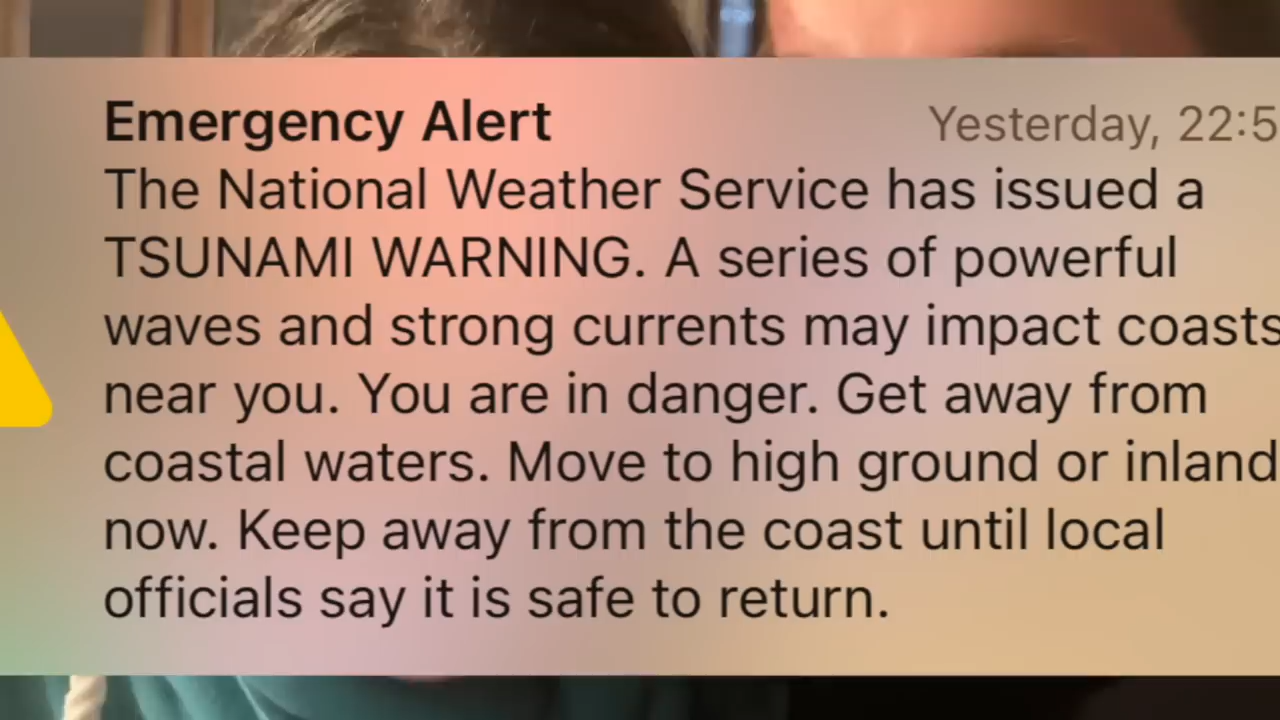 Emergency Alert Yesterday, 22:5
The National Weather Service has issued a
TSUNAMI WARNING. A series of powerful
waves and strong currents may impact coasts
near you. You are in danger. Get away from
coastal waters. Move to high ground or inland
now. Keep away from the coast until local
officials say it is safe to return.